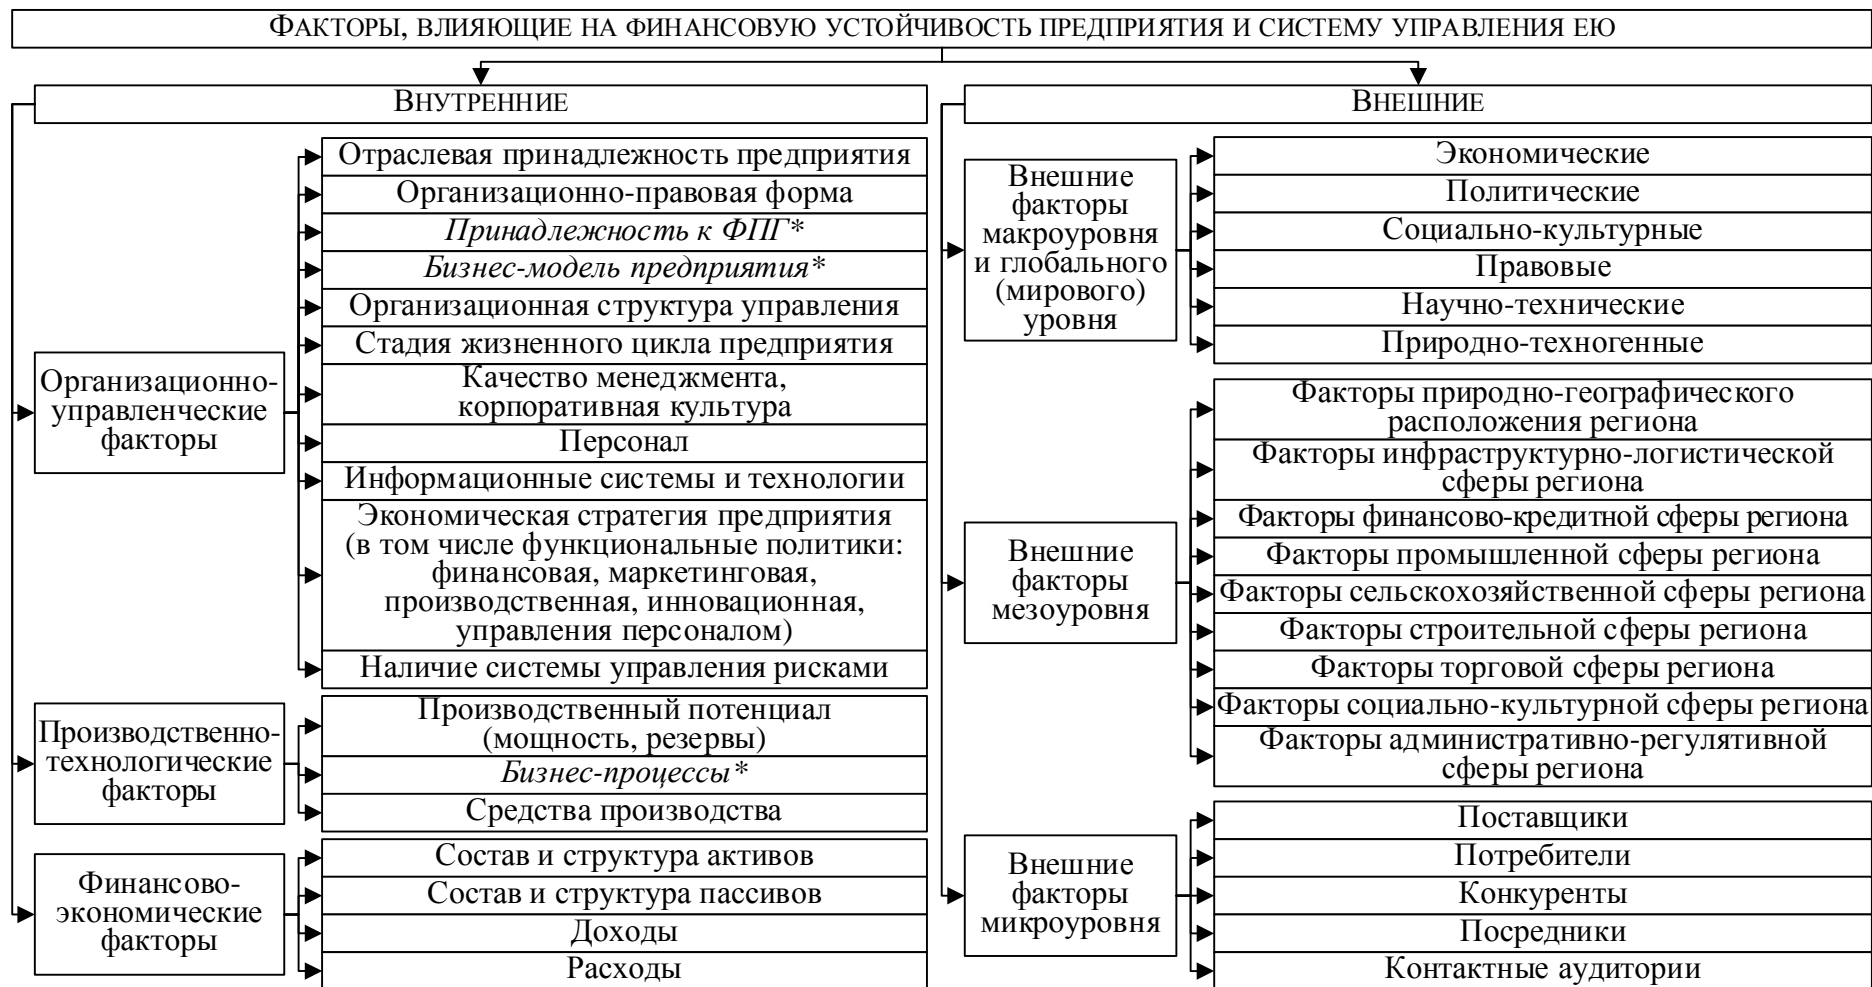 ФАКТОРЫ, ВЛИЯЮЩИЕ НА ФИНАНСОВУЮ УСТОЙЧИВОСТЬ ПРЕДПРИЯТИЯ И СИСТЕМУ УПРАВЛЕНИЯ ЕЮ
ВНУТРЕННИЕ
Организационно-
управленческие
факторы
Отраслевая принадлежность предприятия
Организационно-правовая форма
Принадлежность к ФПГ*
Бизнес-модель предприятия*
Организационная структура управления
Стадия жизненного цикла предприятия
Качество менеджмента,
корпоративная культура
Персонал
Информационные системы и технологии
Экономическая стратегия предприятия
(в том числе функциональные политики:
финансовая, маркетинговая,
производственная, инновационная,
управления персоналом)
Наличие системы управления рисками
Производственно-
технологические
факторы
Производственный потенциал
(мощность, резервы)
Бизнес-процессы*
Средства производства
Финансово-
экономические
факторы
Состав и структура активов
Состав и структура пассивов
Доходы
Расходы
ВНЕШНИЕ
Внешние
факторы
макроуровня
и глобального
(мирового)
уровня
Экономические
Политические
Социально-культурные
Правовые
Научно-технические
Природно-техногенные
Внешние
факторы
мезоуровня
Факторы природно-географического
расположения региона
Факторы инфраструктурно-логистической
сферы региона
Факторы финансово-кредитной сферы региона
Факторы промышленной сферы региона
Факторы сельскохозяйственной сферы региона
Факторы строительной сферы региона
Факторы торговой сферы региона
Факторы социально-культурной сферы региона
Факторы административно-регулятивной
сферы региона
Внешние
факторы
микроуровня
Поставщики
Потребители
Конкуренты
Посредники
Контактные аудитории